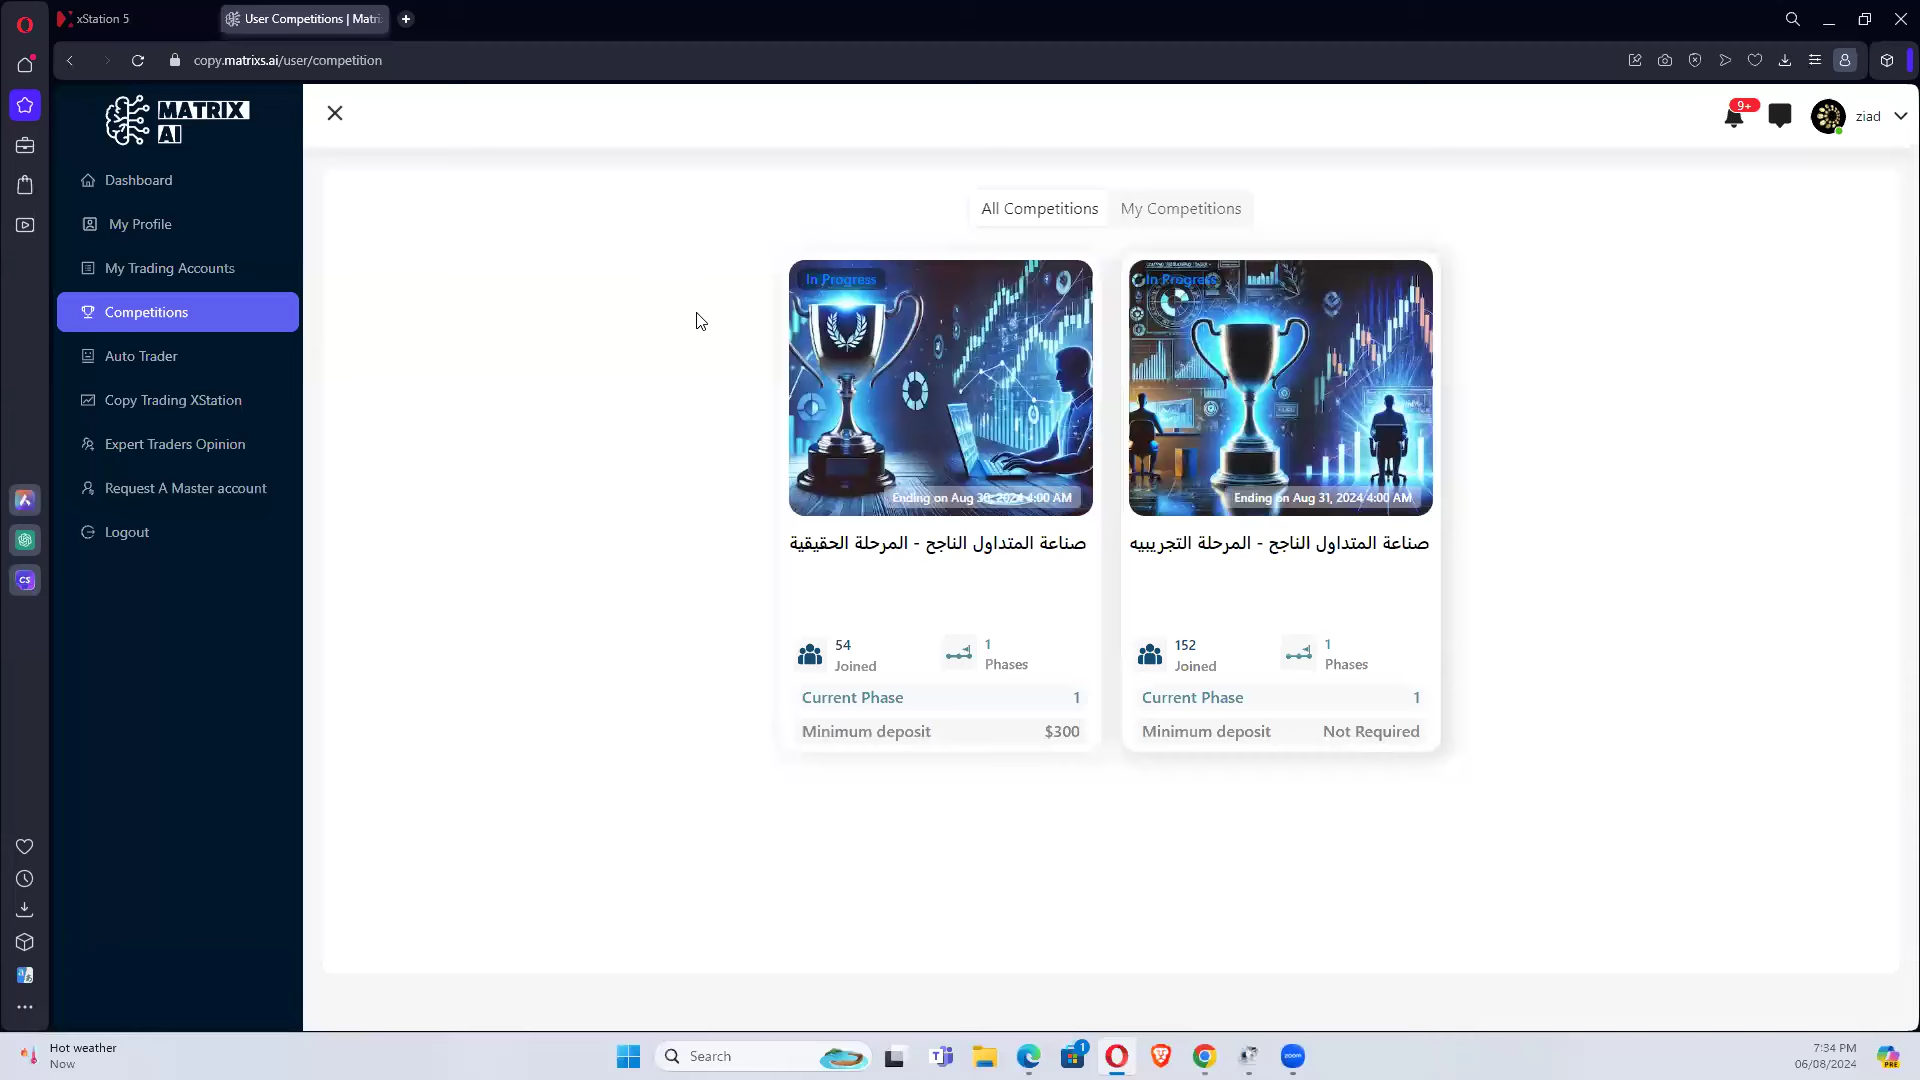 xStation 5
User Competitions | Matri
copy.matrixs.ai/user/competition
MATRIX
AI
9+
ziad
Dashboard
My Profile
My Trading Accounts
Competitions
Auto Trader
Copy Trading XStation
Expert Traders Opinion
Request A Master account
Logout
All Competitions
My Competitions
In Progress
Ending on Aug 30, 2024 4:00 AM
صناعة المتداول الناجح - المرحلة الحقيقية
54
Joined
1
Phases
Current Phase 1
Minimum deposit $300
In Progress
Ending on Aug 31, 2024 4:00 AM
صناعة المتداول الناجح - المرحلة التجريبيه
152
Joined
1
Phases
Current Phase 1
Minimum deposit Not Required
CS
Hot weather
Now
Search
1
zoom
7:34 PM
06/08/2024
PRE